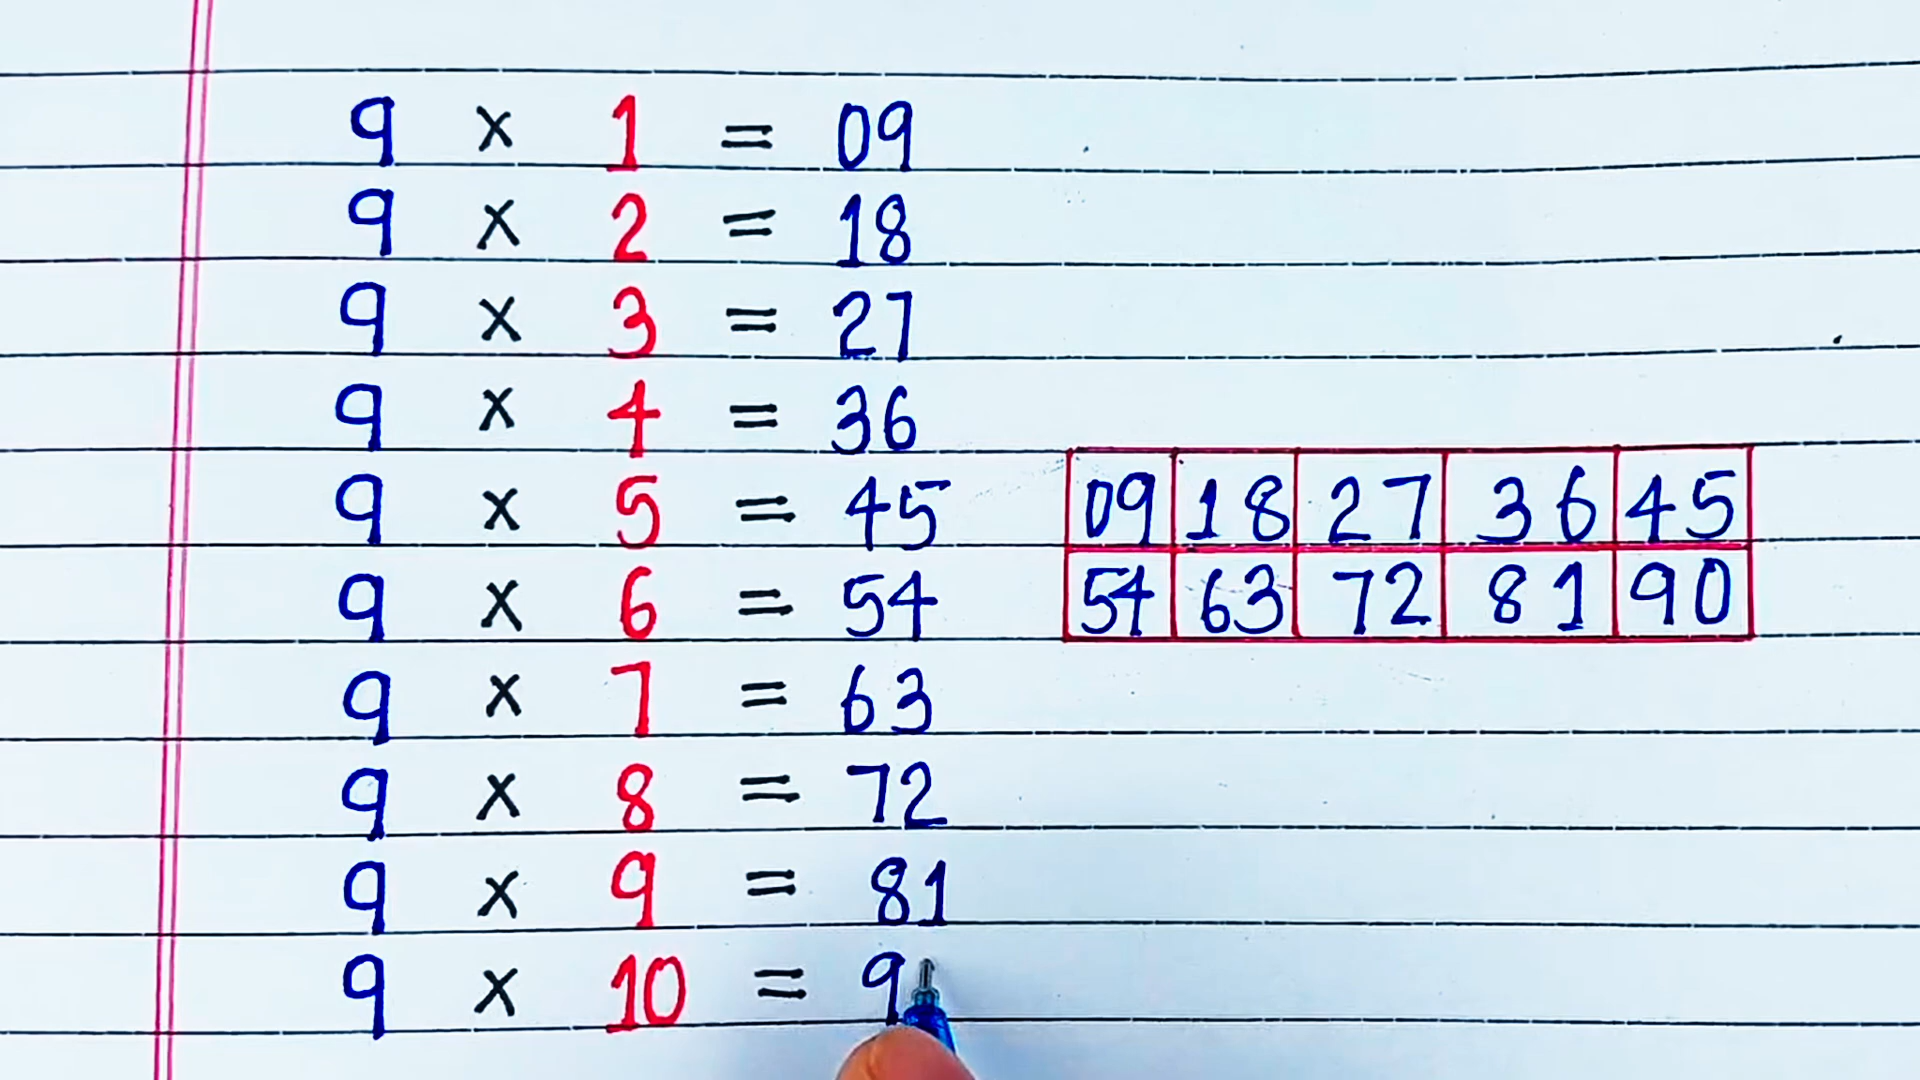 9 × 1 = 09
9 × 2 = 18
9 × 3 = 27
9 × 4 = 36
9 × 5 = 45
9 × 6 = 54
9 × 7 = 63
9 × 8 = 72
9 × 9 = 81
9 × 10 = 9
09 18 27 36 45
54 63 72 81 90